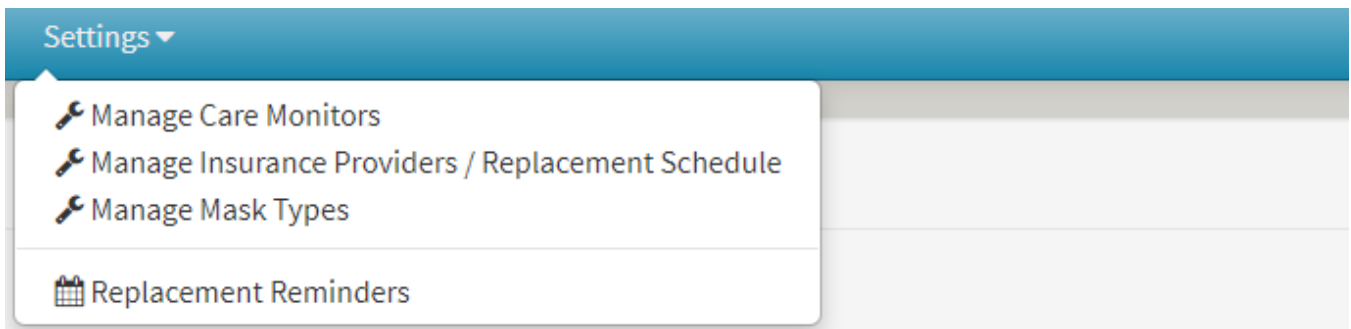 Settings
Manage Care Monitors
Manage Insurance Providers / Replacement Schedule
Manage Mask Types
Replacement Reminders